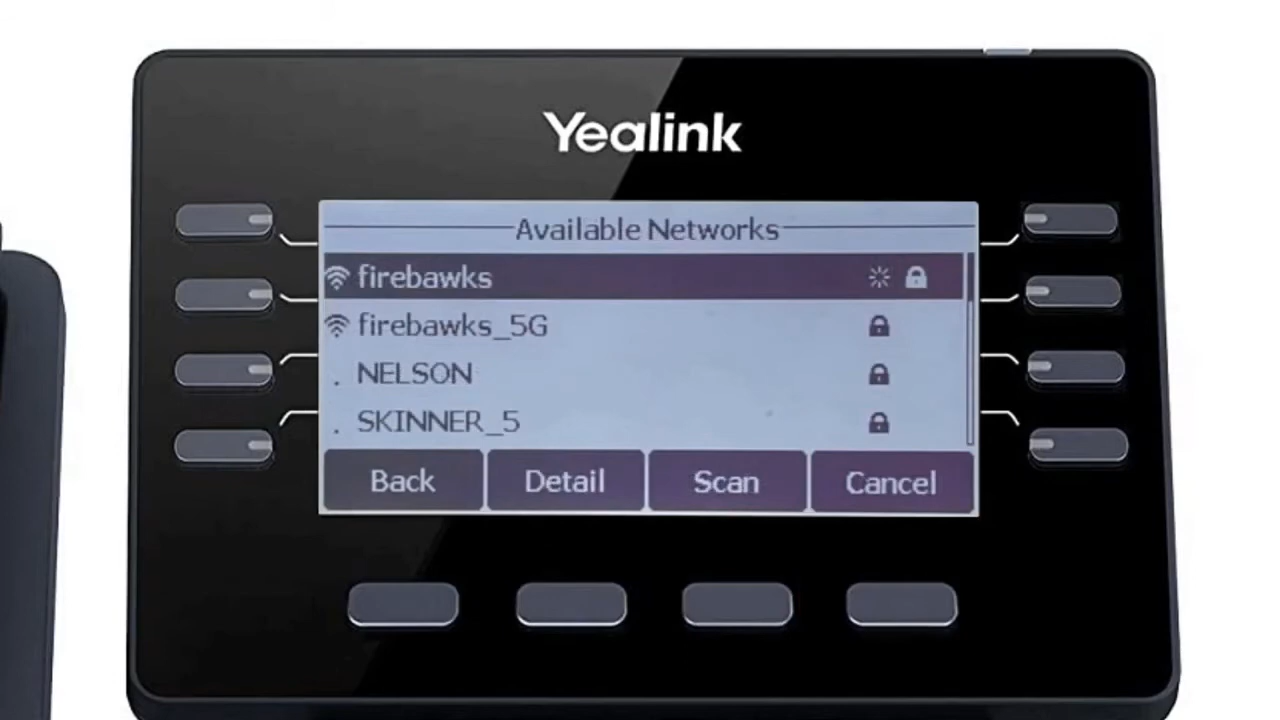 Yealink
Available Networks
firebawks
firebawks_5G
NELSON
SKINNER_5
Back Detail Scan Cancel